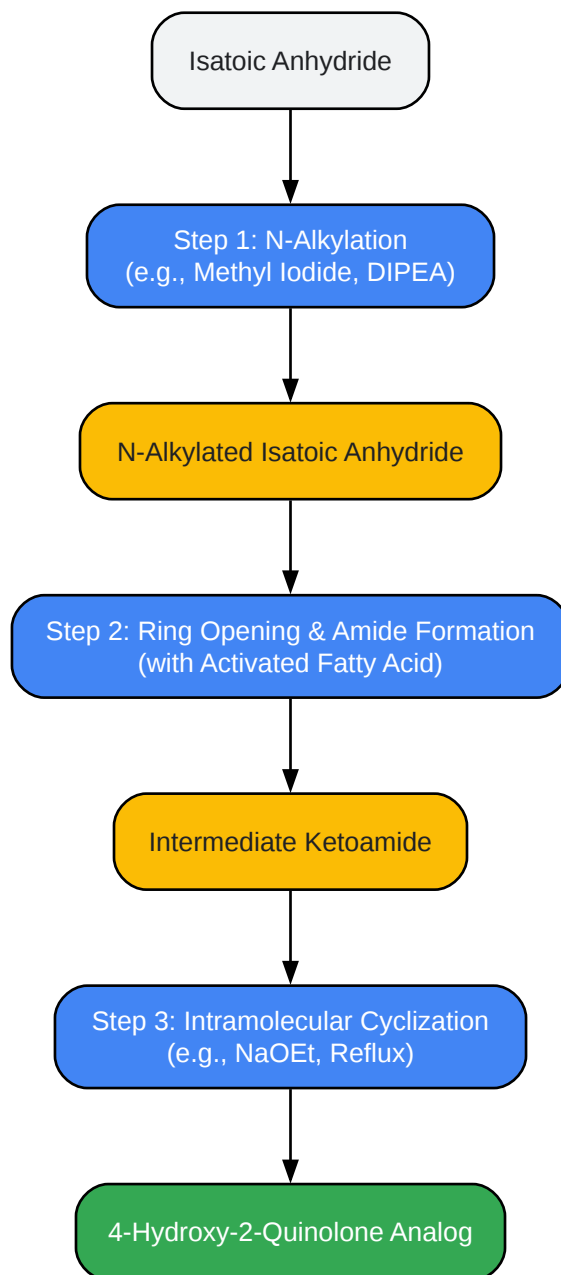 Isatoic Anhydride
Step 1: N-Alkylation
(e.g., Methyl Iodide, DIPEA)
N-Alkylated Isatoic Anhydride
Step 2: Ring Opening & Amide Formation
(with Activated Fatty Acid)
Intermediate Ketoamide
Step 3: Intramolecular Cyclization
(e.g., NaOEt, Reflux)
4-Hydroxy-2-Quinolone Analog